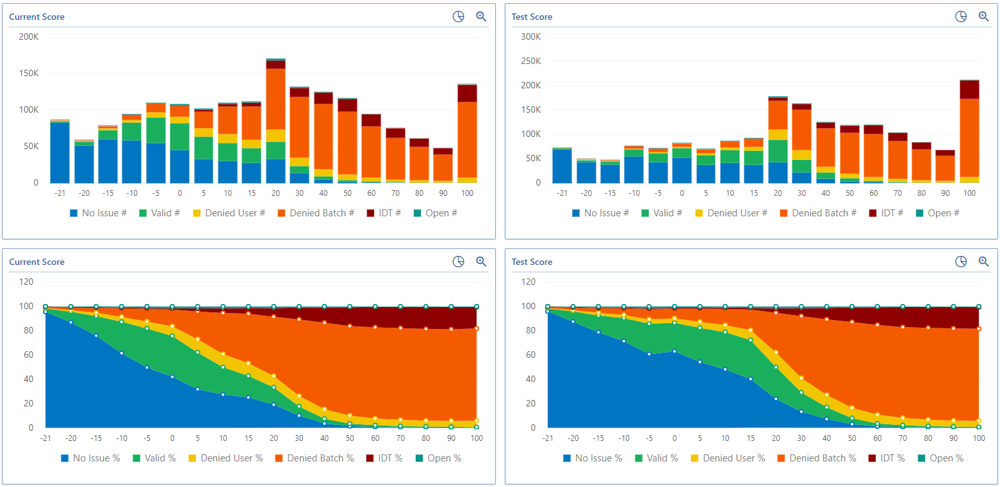 Current Score
200K
150K
100K
50K
0
-21 -20 -15 -10 -5 0 5 10 15 20 30 40 50 60 70 80 90 100
No Issue # Valid # Denied User # Denied Batch # IDT # Open #
Test Score
300K
250K
200K
150K
100K
50K
0
-21 -20 -15 -10 -5 0 5 10 15 20 30 40 50 60 70 80 90 100
No Issue # Valid # Denied User # Denied Batch # IDT # Open #
Current Score
120
100
80
60
40
20
0
-21 -20 -15 -10 -5 0 5 10 15 20 30 40 50 60 70 80 90 100
No Issue % Valid % Denied User % Denied Batch % IDT % Open %
Test Score
120
100
80
60
40
20
0
-21 -20 -15 -10 -5 0 5 10 15 20 30 40 50 60 70 80 90 100
No Issue % Valid % Denied User % Denied Batch % IDT % Open %